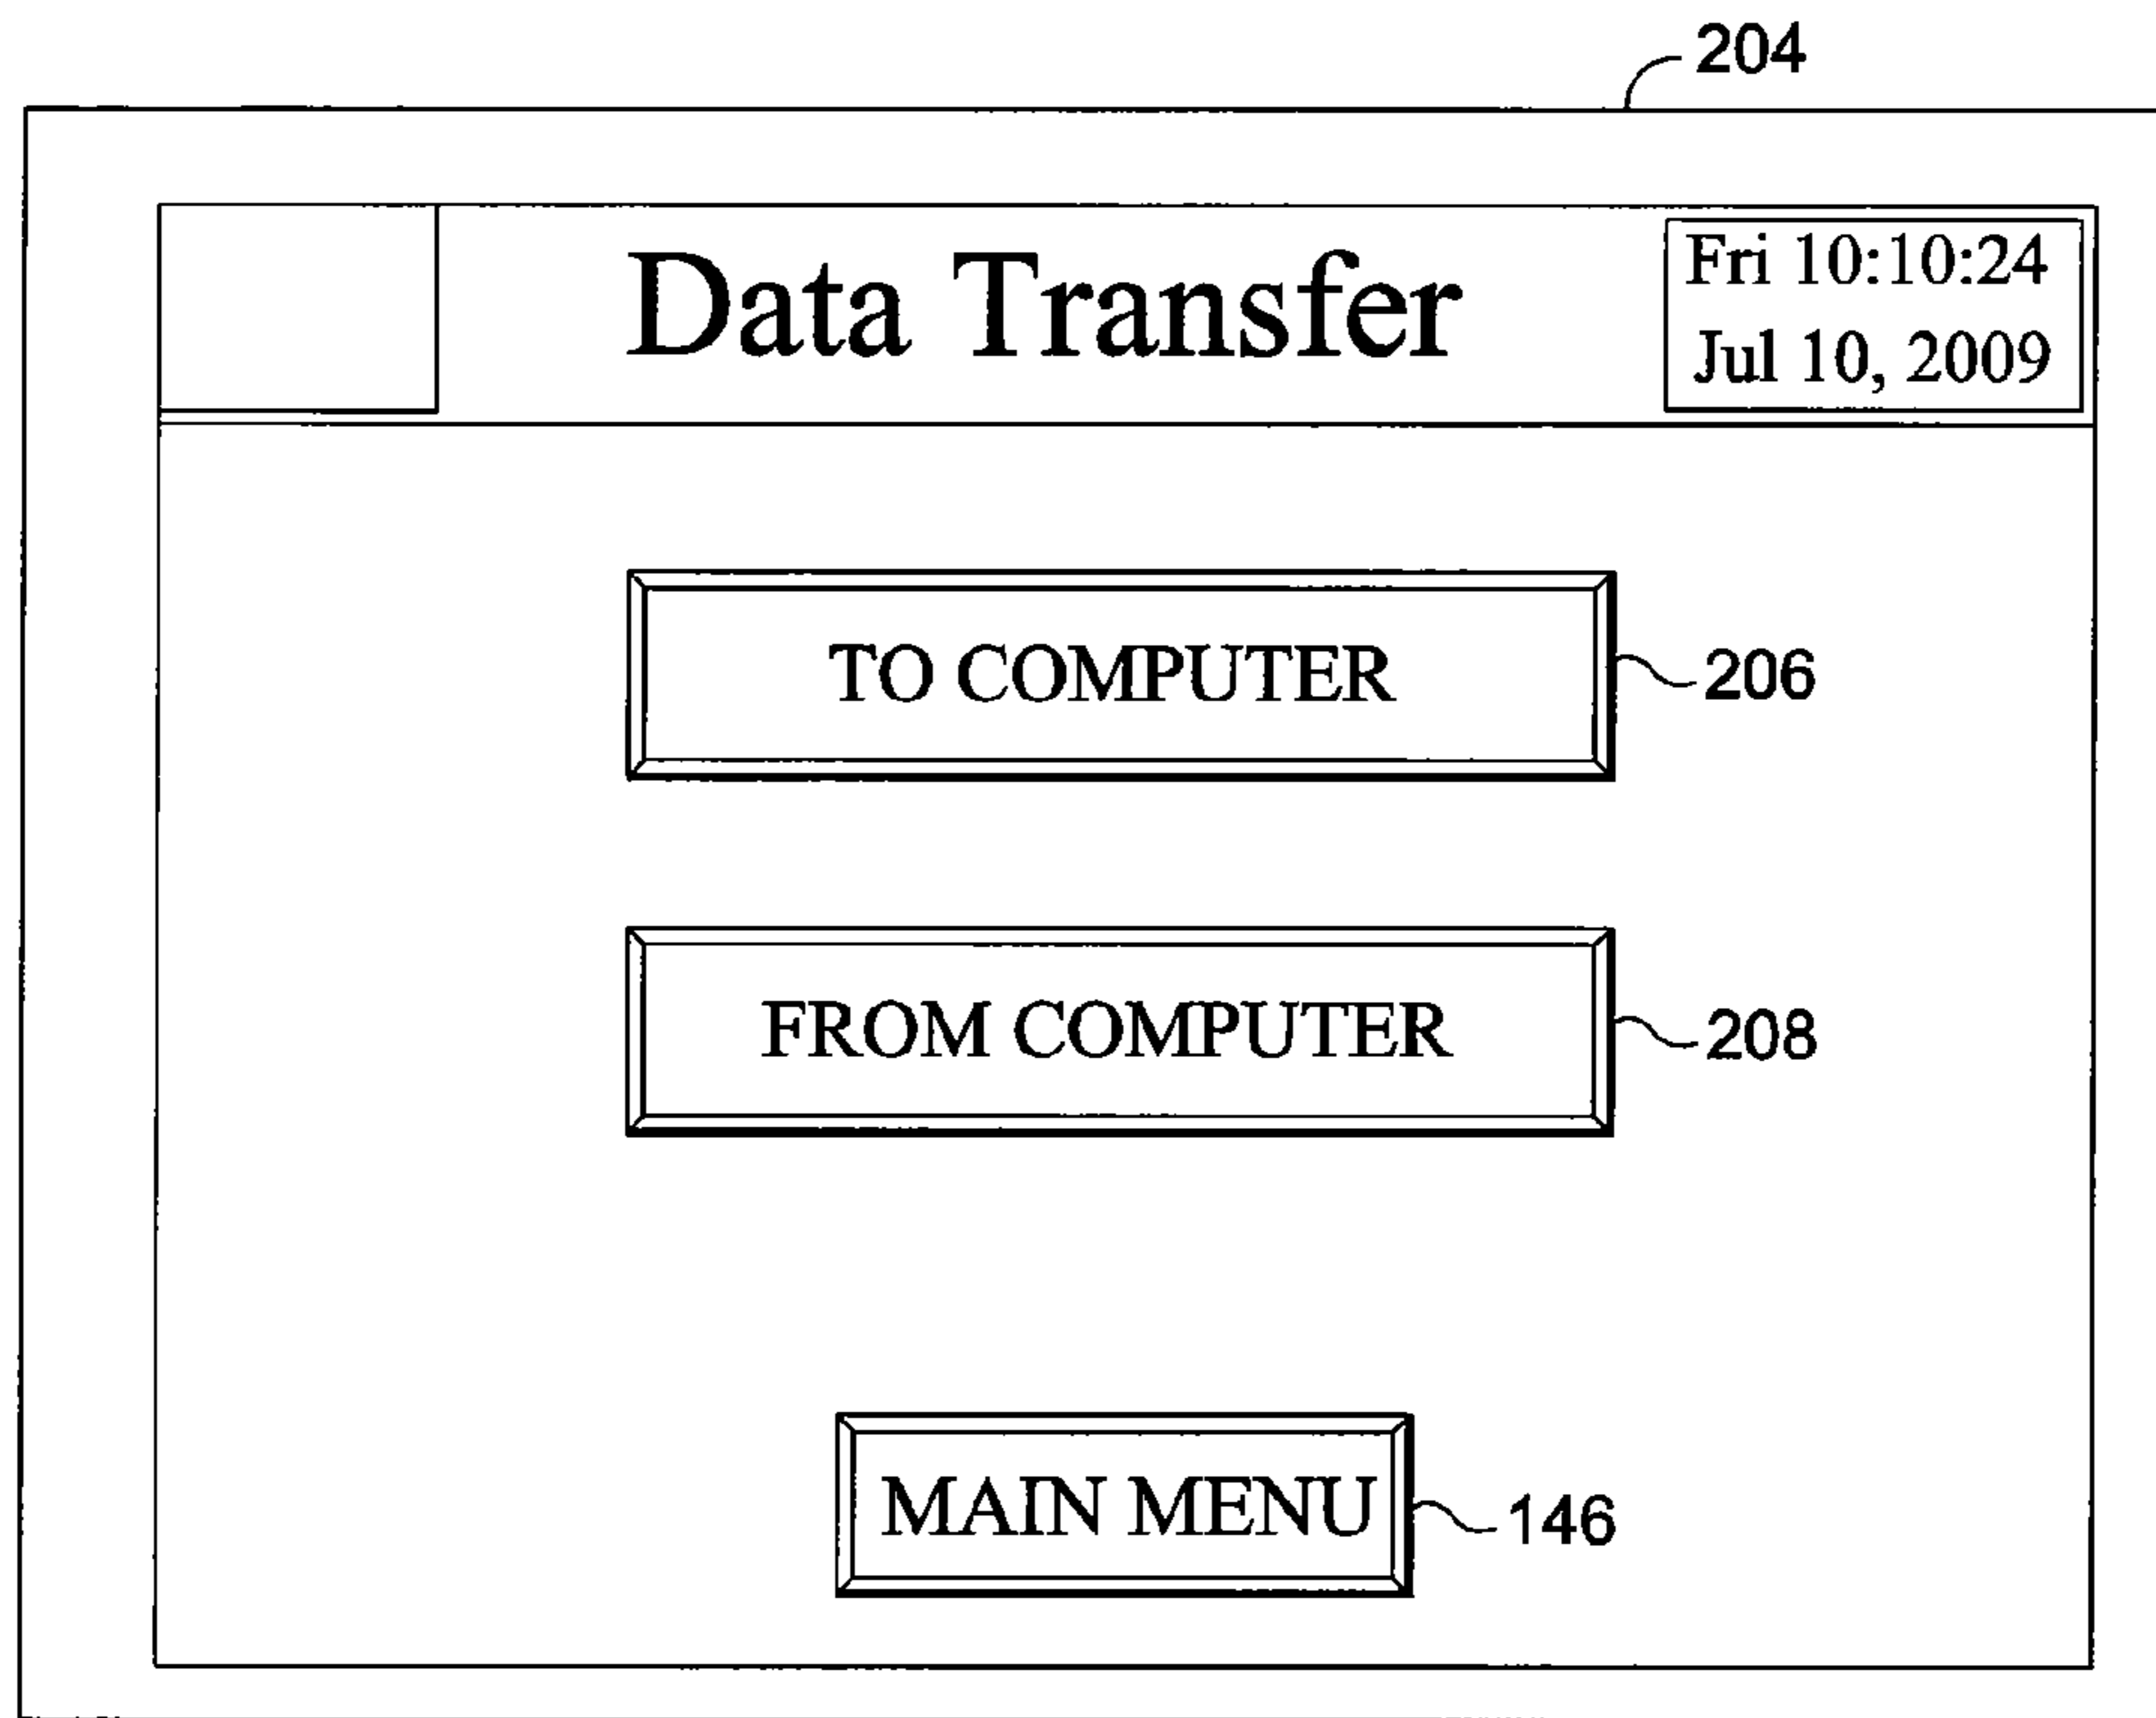 204
Data Transfer
Fri 10:10:24
Jul 10, 2009
TO COMPUTER
206
FROM COMPUTER
208
MAIN MENU
146